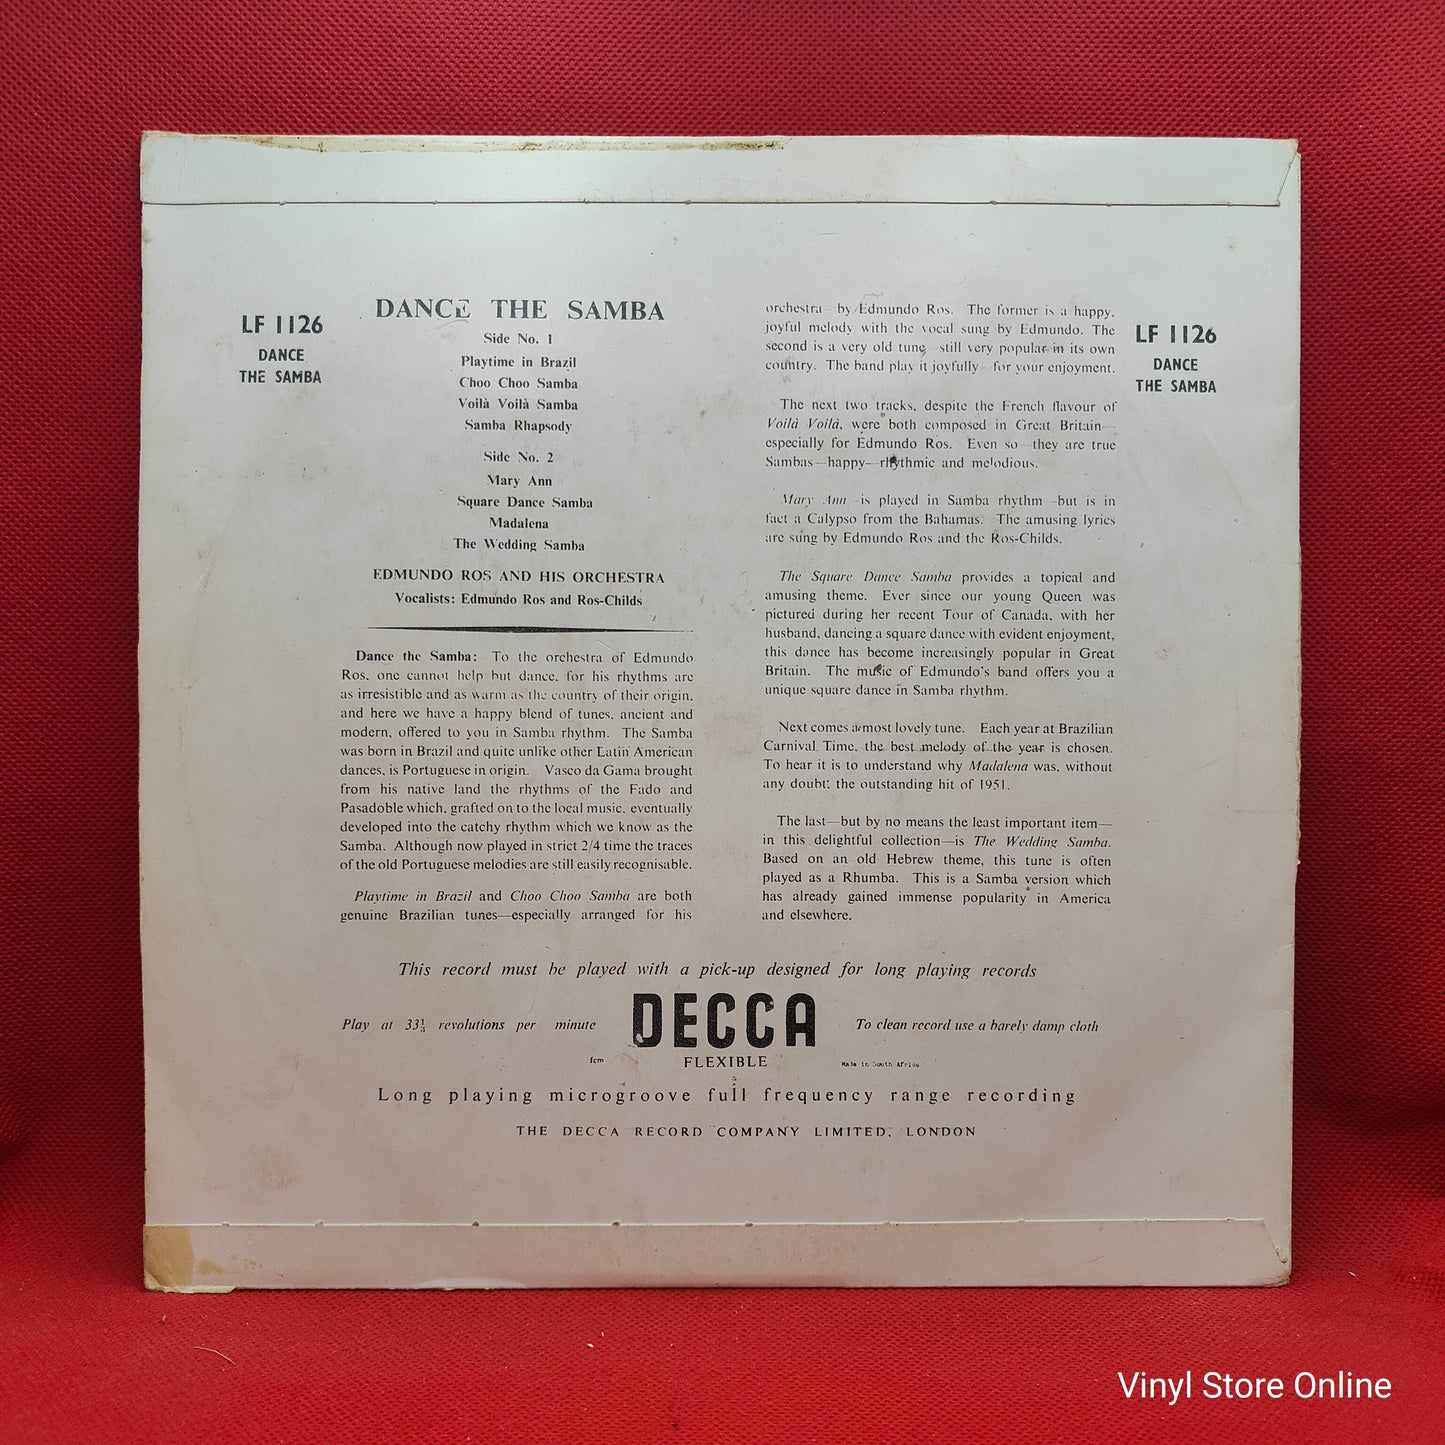 LF 1126
DANCE
THE SAMBA
DANCE THE SAMBA
Side No. 1
Playtime in Brazil
Choo Choo Samba
Voilà Voilà Samba
Samba Rhapsody
Side No. 2
Mary Ann
Square Dance Samba
Madalena
The Wedding Samba
EDMUNDO ROS AND HIS ORCHESTRA
Vocalists: Edmundo Ros and Ros-Childs
Dance the Samba: To the orchestra of Edmundo
Ros, one cannot help but dance, for his rhythms are
as irresistible and as warm as the country of their origin,
and here we have a happy blend of tunes, ancient and
modern, offered to you in Samba rhythm. The Samba
was born in Brazil and quite unlike other Latin American
dances, is Portuguese in origin. Vasco da Gama brought
from his native land the rhythms of the Fado and
Pasadoble which, grafted on to the local music, eventually
developed into the catchy rhythm which we know as the
Samba. Although now played in strict 2/4 time the traces
of the old Portuguese melodies are still easily recognisable.
Playtime in Brazil and Choo Choo Samba are both
genuine Brazilian tunes—especially arranged for his
orchestra—by Edmundo Ros. The former is a happy,
joyful melody with the vocal sung by Edmundo. The
second is a very old tune—still very popular in its own
country. The band play it joyfully—for your enjoyment.
The next two tracks, despite the French flavour of
Voilà Voilà, were both composed in Great Britain—
especially for Edmundo Ros. Even so—they are true
Sambas—happy—rhythmic and melodious.
Mary Ann—is played in Samba rhythm—but is in
fact a Calypso from the Bahamas. The amusing lyrics
are sung by Edmundo Ros and the Ros-Childs.
The Square Dance Samba provides a topical and
amusing theme. Ever since our young Queen was
pictured during her recent Tour of Canada, with her
husband, dancing a square dance with evident enjoyment,
this dance has become increasingly popular in Great
Britain. The music of Edmundo's band offers you a
unique square dance in Samba rhythm.
Next comes a most lovely tune. Each year at Brazilian
Carnival Time, the best melody of the year is chosen.
To hear it is to understand why Madalena was, without
any doubt, the outstanding hit of 1951.
The last—but by no means the least important item—
in this delightful collection—is The Wedding Samba.
Based on an old Hebrew theme, this tune is often
played as a Rhumba. This is a Samba version which
has already gained immense popularity in America
and elsewhere.
LF 1126
DANCE
THE SAMBA
This record must be played with a pick-up designed for long playing records
Play at 33⅓ revolutions per minute
DECCA
To clean record use a barely damp cloth
fcm
FLEXIBLE
Made in South Africa
Long playing microgroove full frequency range recording
THE DECCA RECORD COMPANY LIMITED, LONDON
Vinyl Store Online